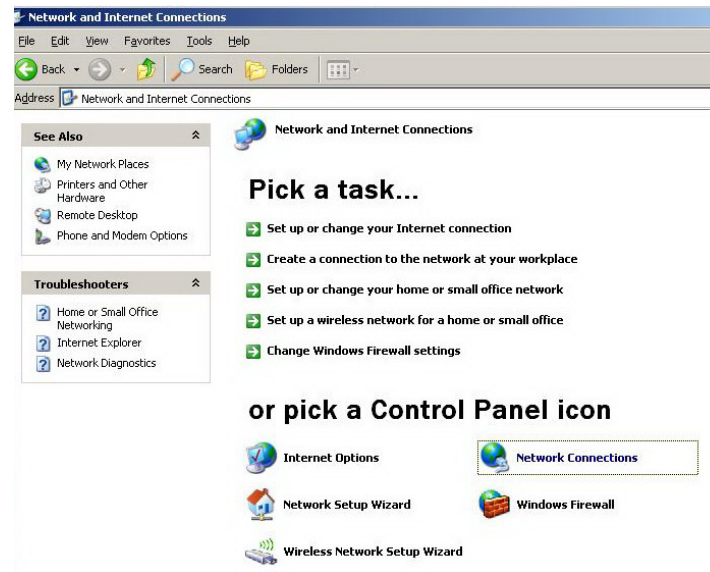 Network and Internet Connections
File Edit View Favorites Tools Help
Back Search Folders
Address Network and Internet Connections
See Also
My Network Places
Printers and Other
Hardware
Remote Desktop
Phone and Modem Options
Troubleshooters
Home or Small Office
Networking
Internet Explorer
Network Diagnostics
Network and Internet Connections
Pick a task...
Set up or change your Internet connection
Create a connection to the network at your workplace
Set up or change your home or small office network
Set up a wireless network for a home or small office
Change Windows Firewall settings
or pick a Control Panel icon
Internet Options
Network Connections
Network Setup Wizard
Windows Firewall
Wireless Network Setup Wizard